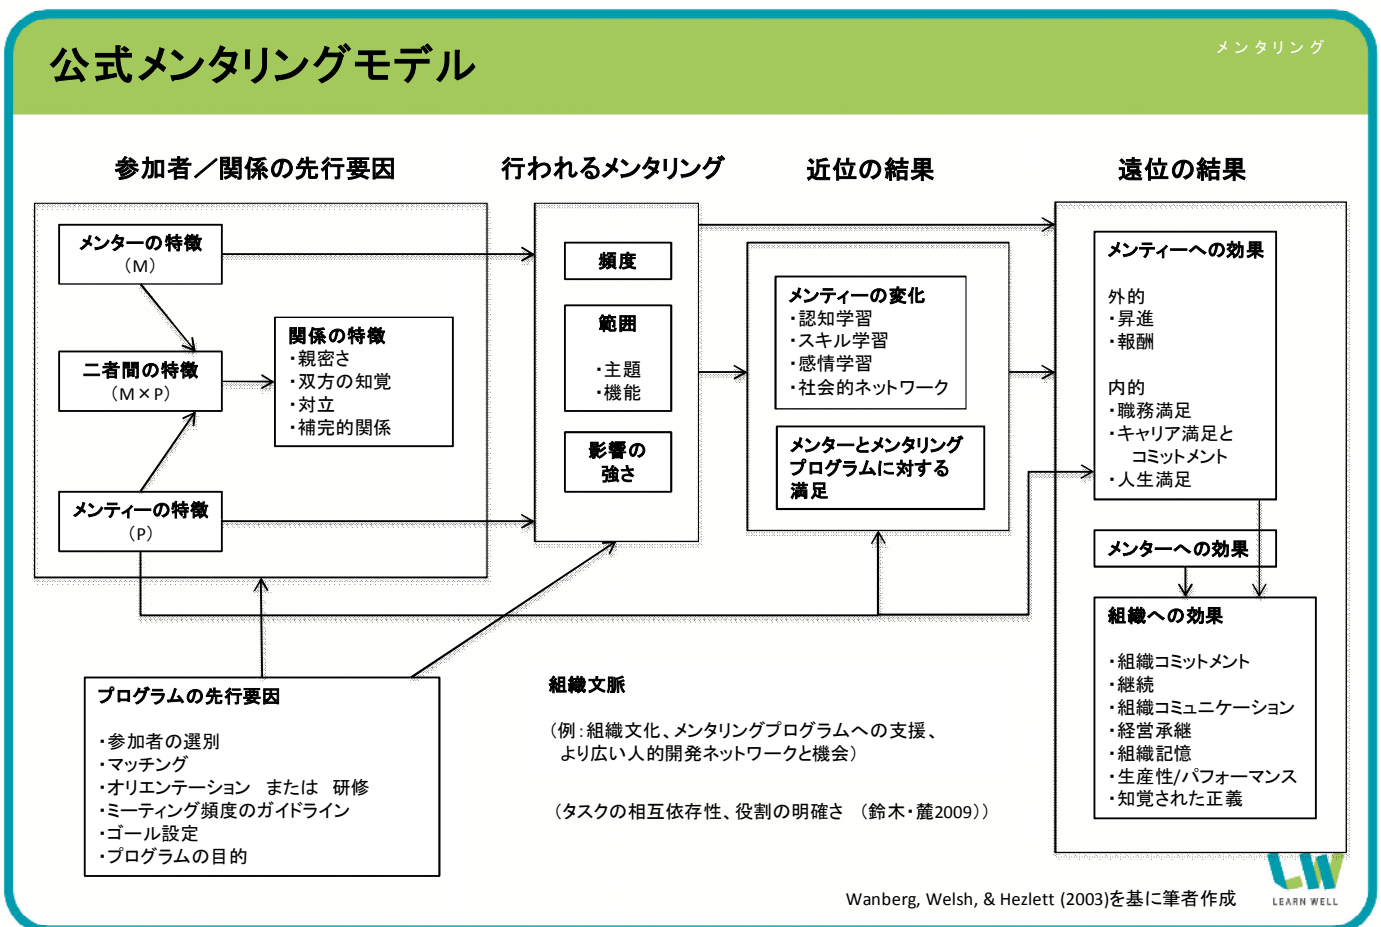 公式メンタリングモデル
メンタリング
参加者／関係の先行要因
行われるメンタリング
近位の結果
遠位の結果
メンターの特徴
（M）
二者間の特徴
（M×P）
メンティーの特徴
（P）
関係の特徴
・親密さ
・双方の知覚
・対立
・補完的関係
頻度
範囲
・主題
・機能
影響の
強さ
メンティーの変化
・認知学習
・スキル学習
・感情学習
・社会的ネットワーク
メンターとメンタリング
プログラムに対する
満足
メンティーへの効果
外的
・昇進
・報酬
内的
・職務満足
・キャリア満足と
コミットメント
・人生満足
メンターへの効果
組織への効果
・組織コミットメント
・継続
・組織コミュニケーション
・経営承継
・組織記憶
・生産性/パフォーマンス
・知覚された正義
プログラムの先行要因
・参加者の選別
・マッチング
・オリエンテーション　または　研修
・ミーティング頻度のガイドライン
・ゴール設定
・プログラムの目的
組織文脈
（例：組織文化、メンタリングプログラムへの支援、
より広い人的開発ネットワークと機会）
（タスクの相互依存性、役割の明確さ　（鈴木・麓2009））
Wanberg, Welsh, & Hezlett (2003)を基に筆者作成
LW
LEARN WELL